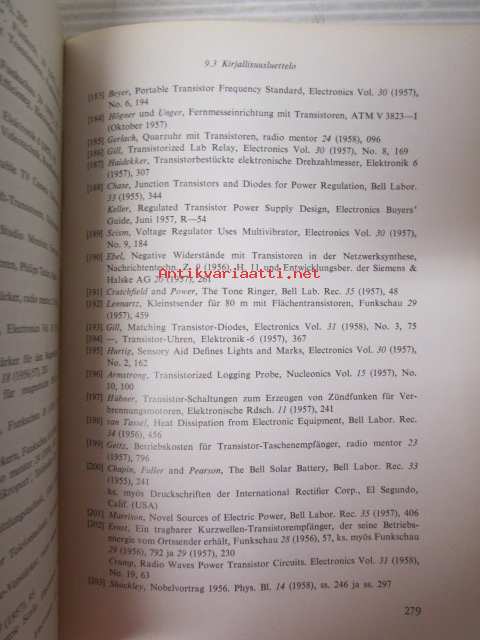 9.3 Kirjallisuusluettelo
[183] Beyer, Portable Transistor Frequency Standard, Electronics Vol. 30 (1957),
No. 6, 194
[184] Högner und Unger, Fernmesseinrichtung mit Transistoren, ATM V 3823—1
(Oktober 1957)
[185] Gerlach, Quarzuhr mit Transistoren, radio mentor 24 (1958), 096
[186] Gill, Transistorized Lab Relay, Electronics Vol. 30 (1957), No. 8, 169
[187] Haidekker, Transistorbestückte elektronische Drehzahlmesser, Elektronik 6
(1957), 307
[188] Chase, Junction Transistors and Diodes for Power Regulation, Bell Labor.
33 (1955), 344
Keller, Regulated Transistor Power Supply Design, Electronics Buyers'
Guide, Juni 1957, R—54
[189] Scism, Voltage Regulator Uses Multivibrator, Electronics Vol. 30 (1957),
No. 9, 184
[190] Ebel, Negative Widerstände mit Transistoren in der Netzwerksynthese,
Nachrichtentechn. Z. 9 (1956), H. 11 und Entwicklungsber. der Siemens &
Halske AG 20 (1957), 261
Antikvariaatti.net
[191] Crutchfield and Power, The Tone Ringer, Bell Lab. Rec. 35 (1957), 48
[192] Lennartz, Kleinstsender für 80 m mit Flächentransistoren, Funkschau 29
(1957), 459
[193] Gill, Matching Transistor-Diodes, Electronics Vol. 31 (1958), No. 3, 75
[194] —, Transistor-Uhren, Elektronik 6 (1957), 367
[195] Hurtig, Sensory Aid Defines Lights and Marks, Electronics Vol. 30 (1957),
No. 2, 162
[196] Armstrong, Transistorized Logging Probe, Nucleonics Vol. 15 (1957), No.
10, 100
[197] Hübner, Transistor-Schaltungen zum Erzeugen von Zündfunken für Ver-
brennungsmotoren, Elektronische Rdsch. 11 (1957), 241
[198] van Tassel, Heat Dissipation from Electronic Equipment, Bell Labor. Rec.
34 (1956), 456
[199] Geitz, Betriebskosten für Transistor-Taschenempfänger, radio mentor 23
(1957), 796
[200] Chapin, Fuller and Pearson, The Bell Solar Battery, Bell Labor. Rec. 33
(1955), 241
ks. myös Druckschriften der International Rectifier Corp., El Segundo,
Calif. (USA)
[201] Morrison, Novel Sources of Electric Power, Bell Labor. Rec. 35 (1957), 406
[202] Ernst, Ein tragbarer Kurzwellen-Transistorempfänger, der seine Betriebs-
energie vom Ortssender erhält, Funkschau 28 (1956), 57, ks. myös Funkschau
29 (1956), 792 ja 29 (1957), 230
Crump, Radio Waves Power Transistor Circuits. Electronics Vol. 31 (1958),
No. 19, 63
[203] Shockley, Nobelvortrag 1956. Phys. Bl. 14 (1958), ss. 246 ja ss. 297
279